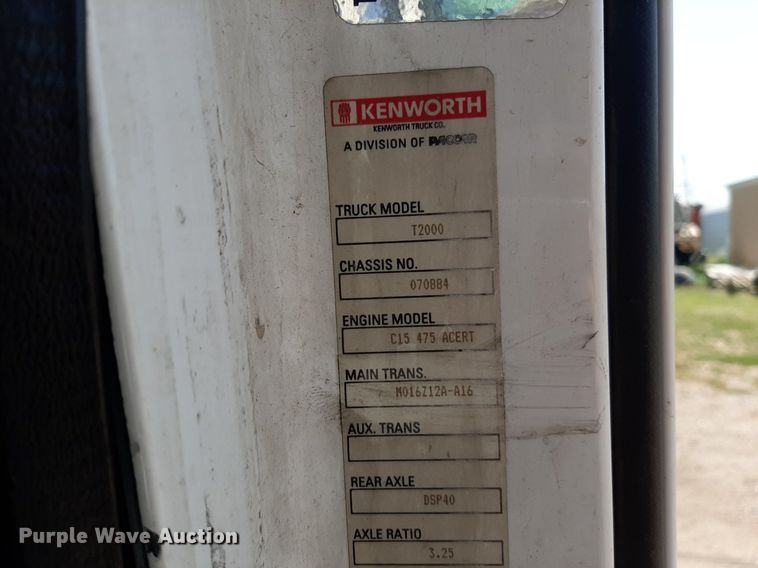 KENWORTH
KENWORTH TRUCK CO.
A DIVISION OF PACCAR
TRUCK MODEL
T2000
CHASSIS NO.
070884
ENGINE MODEL
C15 475 ACERT
MAIN TRANS.
MO16Z12A-A16
AUX. TRANS
REAR AXLE
DSP40
AXLE RATIO
3.25
Purple Wave Auction